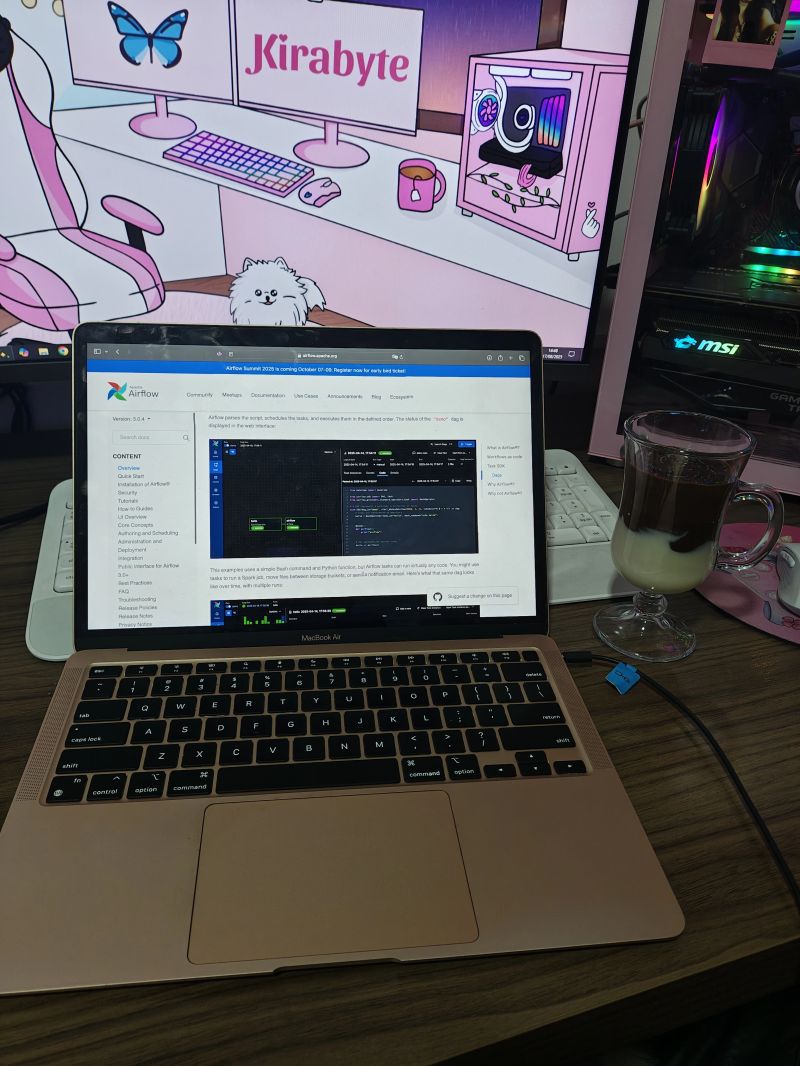 Kirabyte
msi
airflow.apache.org
Airflow Summit 2025 is coming October 07-09. Register now for early bird ticket!
Apache
Airflow
Community
Meetups
Documentation
Use Cases
Announcements
Blog
Ecosystem
Version: 3.0.4
Search docs
CONTENT
Overview
Quick Start
Installation of Airflow®
Security
Tutorials
How-to Guides
UI Overview
Core Concepts
Authoring and Scheduling
Administration and
Deployment
Integration
Public Interface for Airflow
3.0+
Best Practices
FAQ
Troubleshooting
Release Policies
Release Notes
Privacy Notes
Airflow parses the script, schedules the tasks, and executes them in the defined order. The status of the "demo" dag is
displayed in the web interface:
hello
airflow
This examples uses a simple Bash command and Python function, but Airflow tasks can run virtually any code. You might use
tasks to run a Spark job, move files between storage buckets, or send a notification email. Here's what that same dag looks
like over time, with multiple runs:
Suggest a change on this page
What is Airflow®?
Workflows as code
Task SDK
Dags
Why Airflow®?
Why not Airflow®?
MacBook Air
delete
tab
Q W E R T Y U I O P
caps lock
A S D F G H J K L
return
shift
Z X C V B N M
shift
fn
control
option
command
command
option